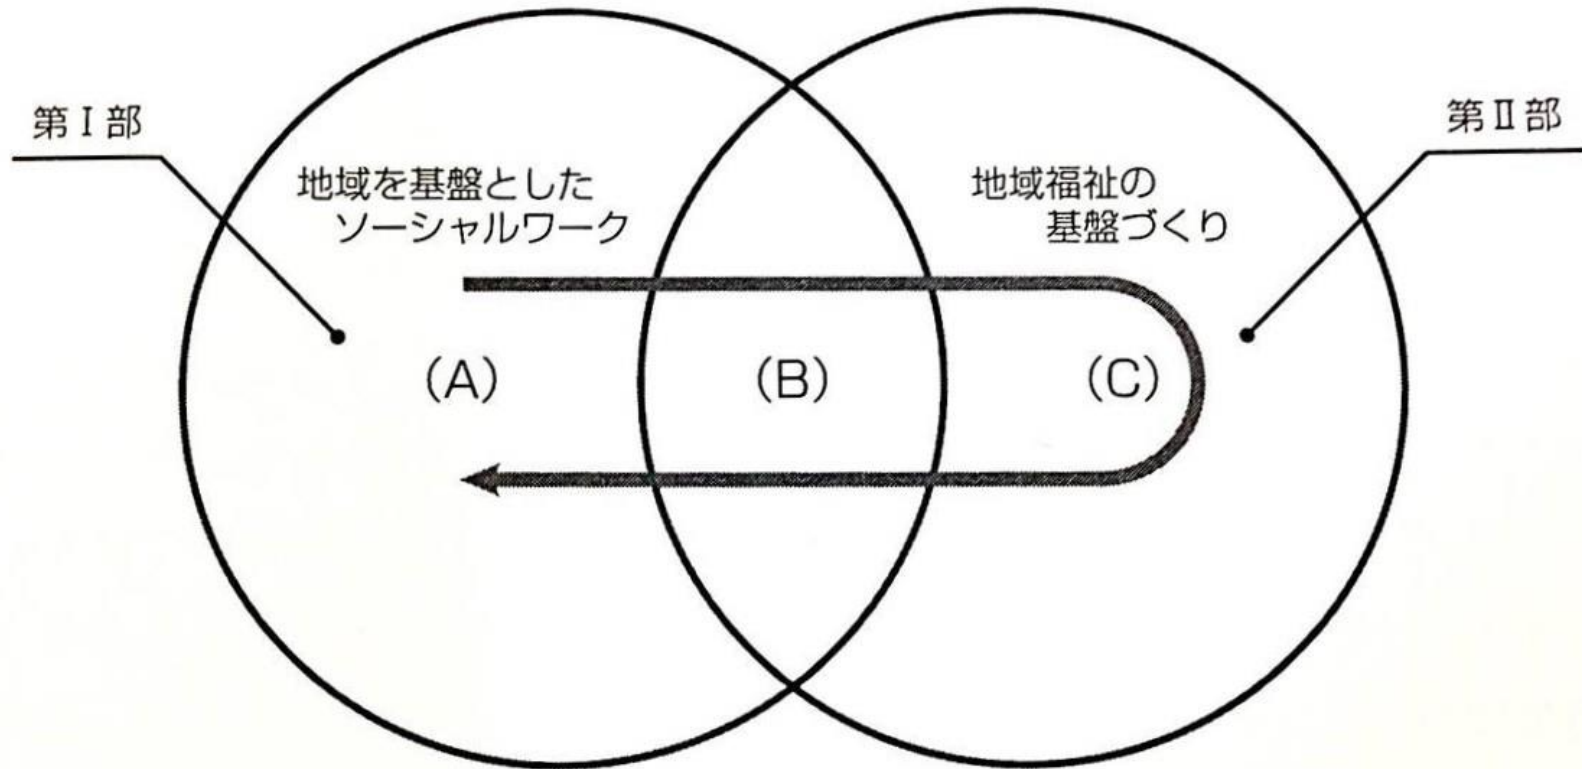 第Ⅰ部
第Ⅱ部
地域を基盤とした
ソーシャルワーク
地域福祉の
基盤づくり
(A)
(B)
(C)